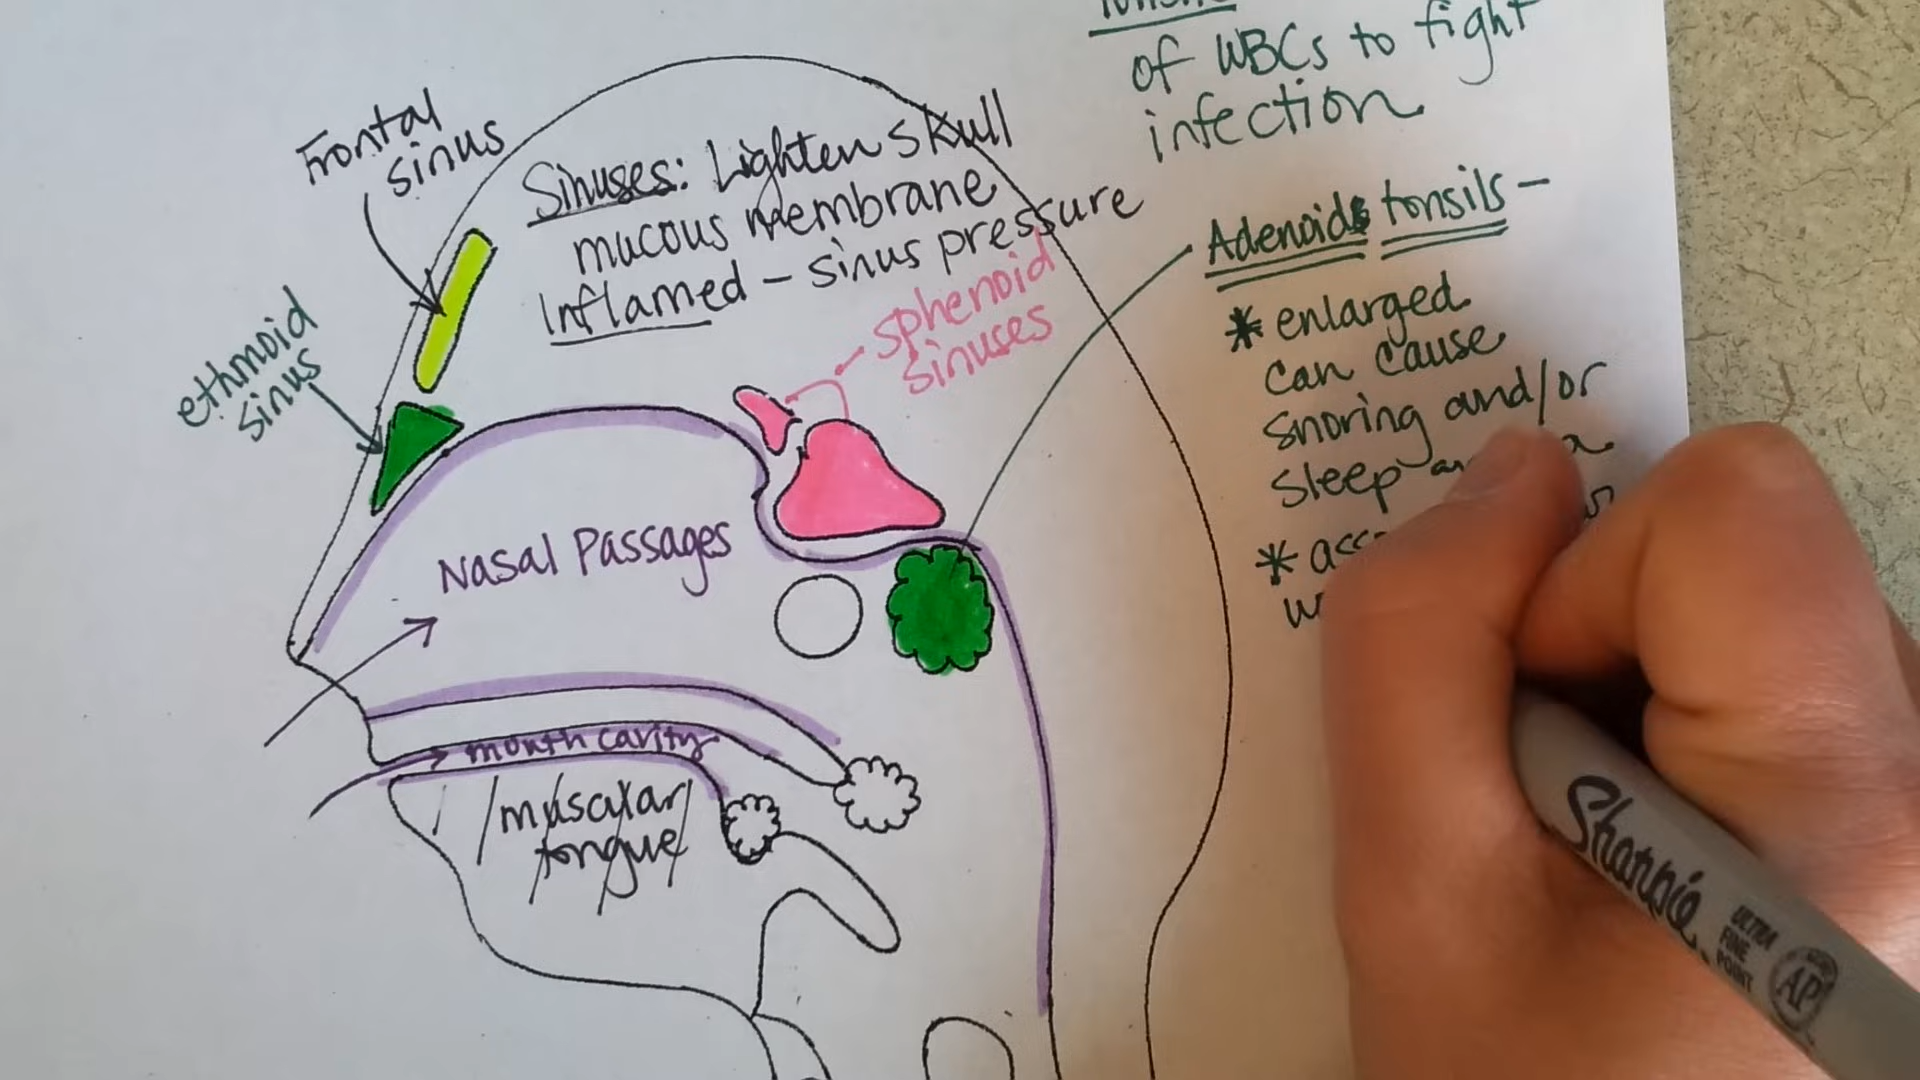 of WBCs to fight
infection
Frontal
sinus
Sinuses: Lighten skull
mucous membrane
Inflamed - sinus pressure
sphenoid
sinuses
ethmoid
sinus
Adenoids tonsils -
* enlarged
can cause
snoring and/or
sleep
*
Nasal Passages
mouth cavity
muscular
tongue
Sharpie
ULTRA
FINE
POINT
AP